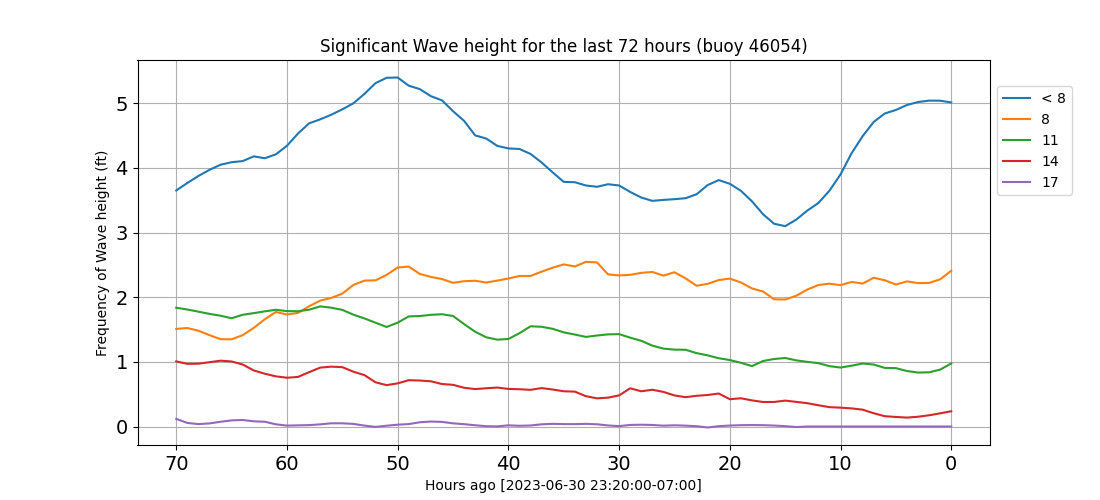 Significant Wave height for the last 72 hours (buoy 46054)
Frequency of Wave height (ft)
5
4
3
2
1
0
70 60 50 40 30 20 10 0
Hours ago [2023-06-30 23:20:00-07:00]
< 8
8
11
14
17